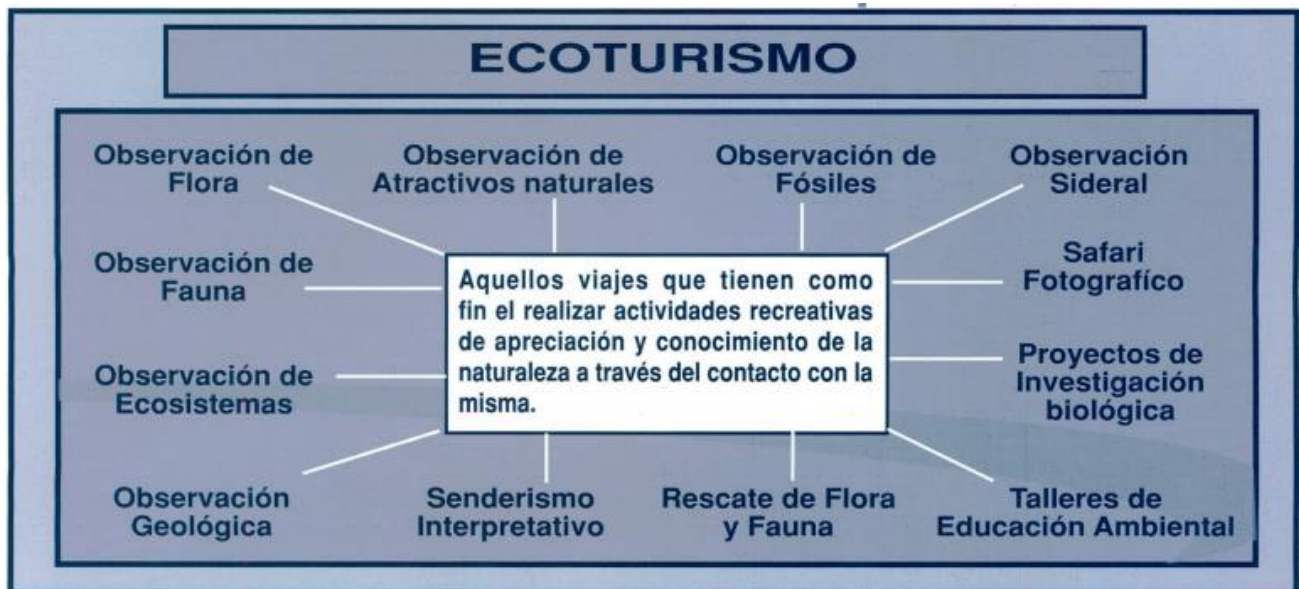 ECOTURISMO
Observación de
Flora
Observación de
Atractivos naturales
Observación de
Fósiles
Observación
Sideral
Observación de
Fauna
Aquellos viajes que tienen como
fin el realizar actividades recreativas
de apreciación y conocimiento de la
naturaleza a través del contacto con la
misma.
Safari
Fotografíco
Observación de
Ecosistemas
Proyectos de
Investigación
biológica
Observación
Geológica
Senderismo
Interpretativo
Rescate de Flora
y Fauna
Talleres de
Educación Ambiental